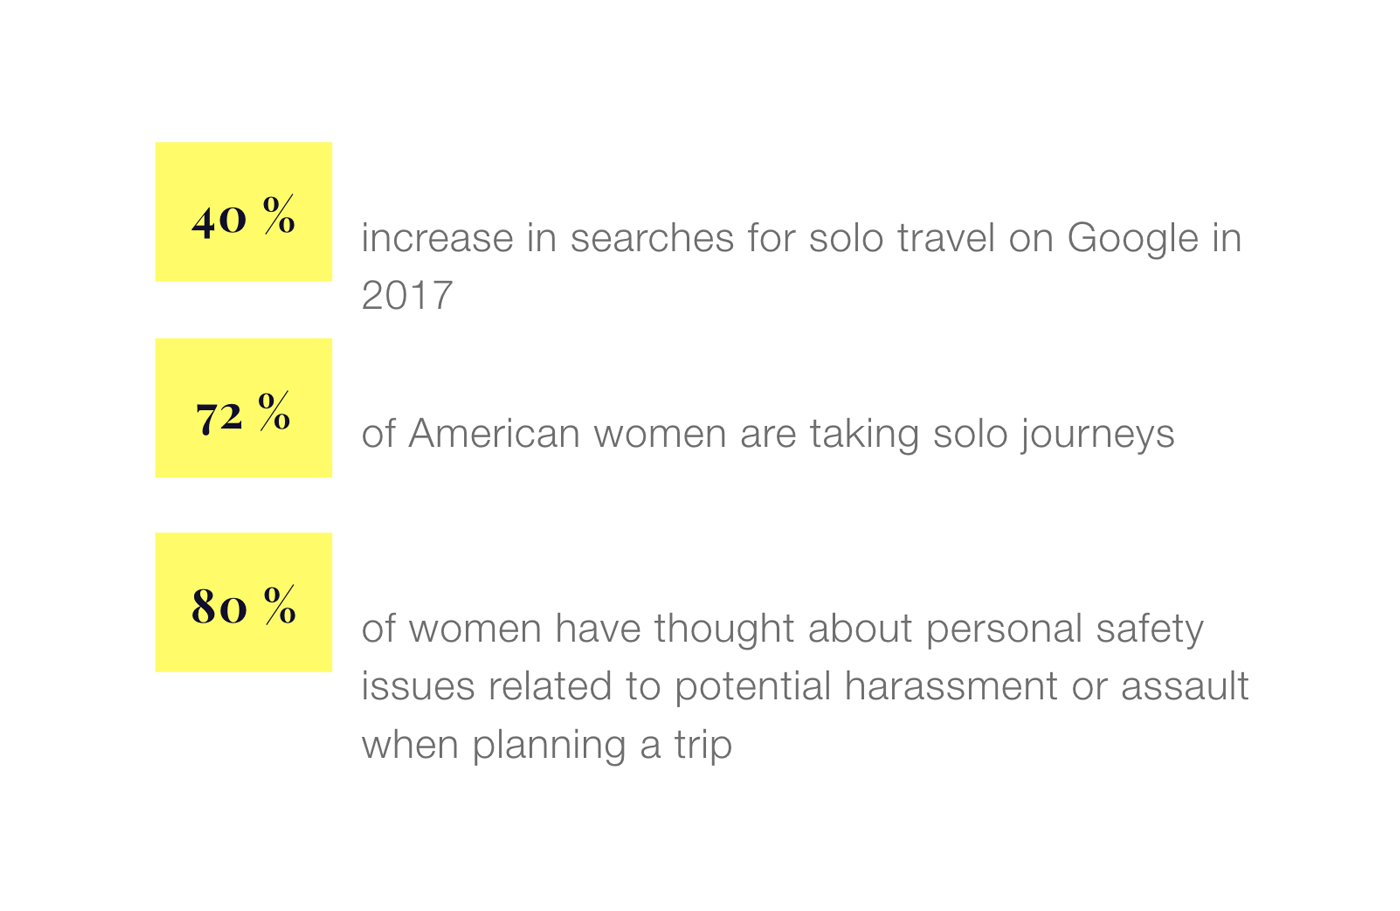 40 %
increase in searches for solo travel on Google in
2017
72 %
of American women are taking solo journeys
80 %
of women have thought about personal safety
issues related to potential harassment or assault
when planning a trip